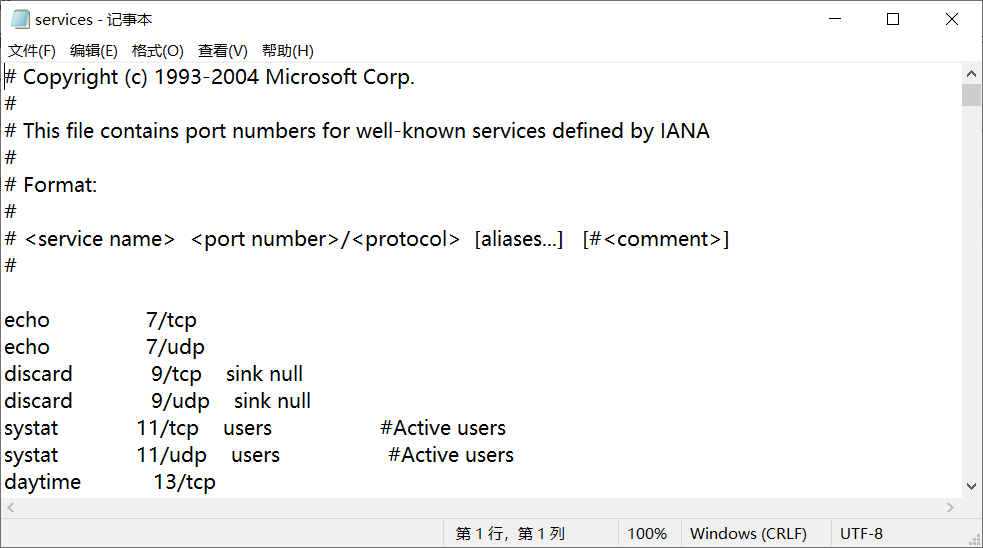 services - 记事本
文件(F) 编辑(E) 格式(O) 查看(V) 帮助(H)
# Copyright (c) 1993-2004 Microsoft Corp.
#
# This file contains port numbers for well-known services defined by IANA
#
# Format:
#
# <service name>  <port number>/<protocol>  [aliases...]   [#<comment>]
#
echo                7/tcp
echo                7/udp
discard             9/tcp    sink null
discard             9/udp    sink null
systat             11/tcp    users                  #Active users
systat             11/udp    users                  #Active users
daytime            13/tcp
第 1 行，第 1 列 100% Windows (CRLF) UTF-8